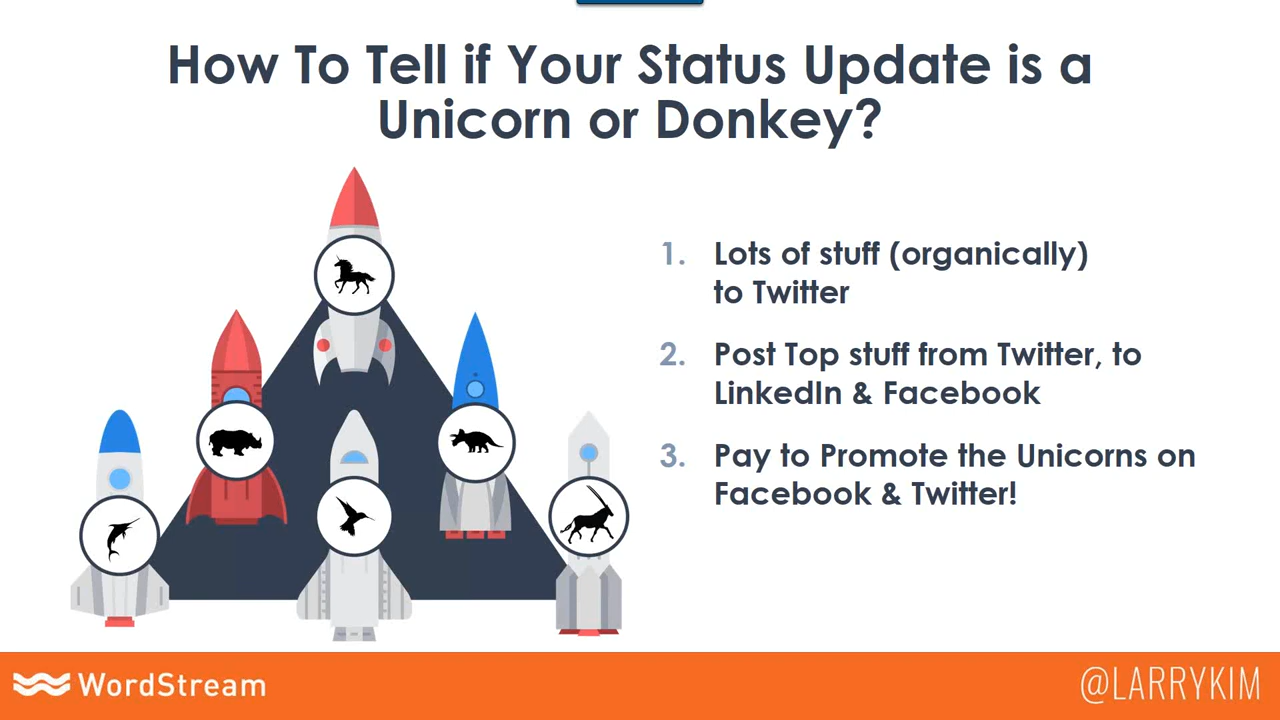 How To Tell if Your Status Update is a
Unicorn or Donkey?
1. Lots of stuff (organically)
to Twitter
2. Post Top stuff from Twitter, to
LinkedIn & Facebook
3. Pay to Promote the Unicorns on
Facebook & Twitter!
WordStream
@LARRYKIM